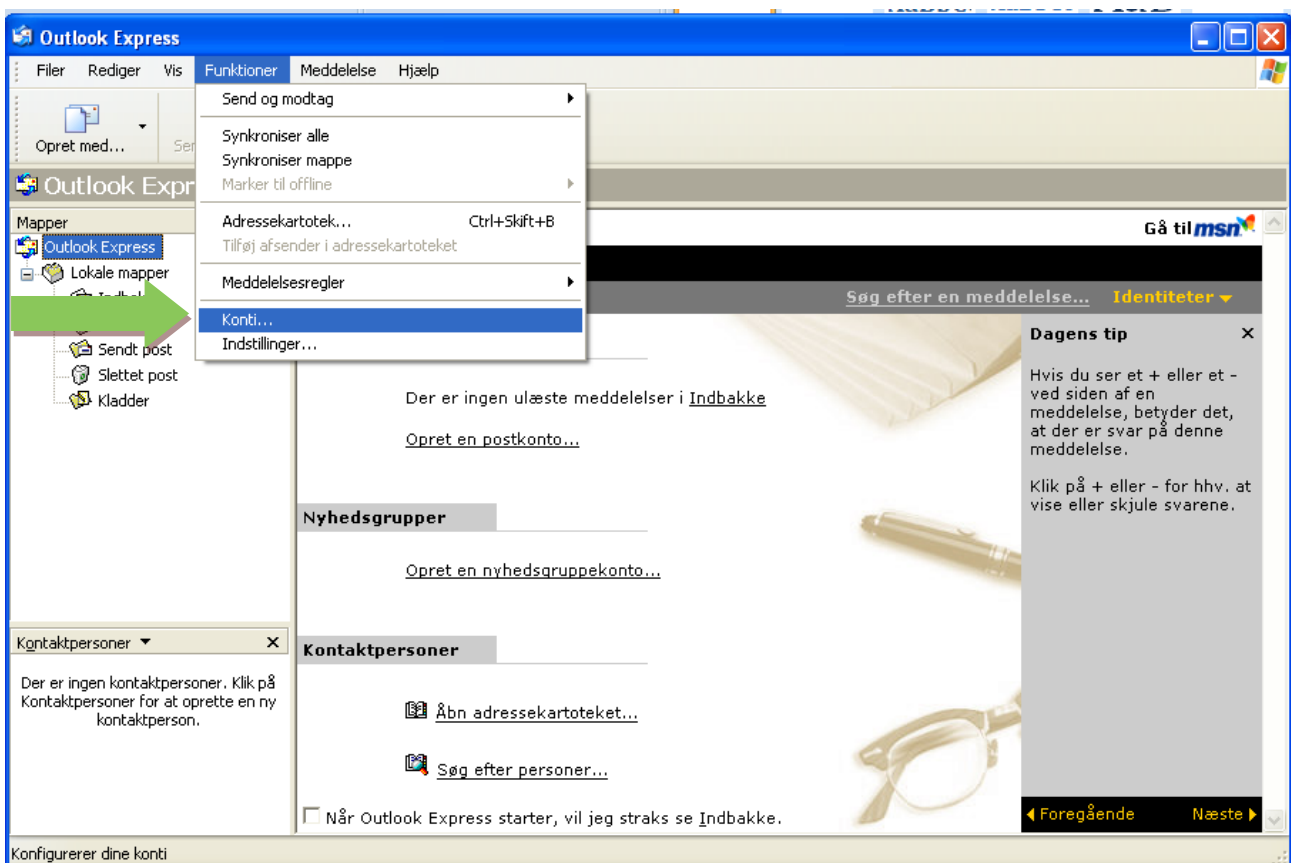 Outlook Express
Filer Rediger Vis Funktioner Meddelelse Hjælp
Opret med...
Send og modtag
Synkroniser alle
Synkroniser mappe
Marker til offline
Adressekartotek... Ctrl+Skift+B
Tilføj afsender i adressekartoteket
Meddelelsesregler
Konti...
Indstillinger...
Outlook Expr
Mapper
Outlook Express
Lokale mapper
Sendt post
Slettet post
Kladder
Kontaktpersoner
Der er ingen kontaktpersoner. Klik på
Kontaktpersoner for at oprette en ny
kontaktperson.
Gå til msn
Søg efter en meddelelse... Identiteter
Der er ingen ulæste meddelelser i Indbakke
Opret en postkonto...
Nyhedsgrupper
Opret en nyhedsgruppekonto...
Kontaktpersoner
Åbn adressekartoteket...
Søg efter personer...
Når Outlook Express starter, vil jeg straks se Indbakke.
Dagens tip
Hvis du ser et + eller et -
ved siden af en
meddelelse, betyder det,
at der er svar på denne
meddelelse.
Klik på + eller - for hhv. at
vise eller skjule svarene.
Foregående Næste
Konfigurerer dine konti